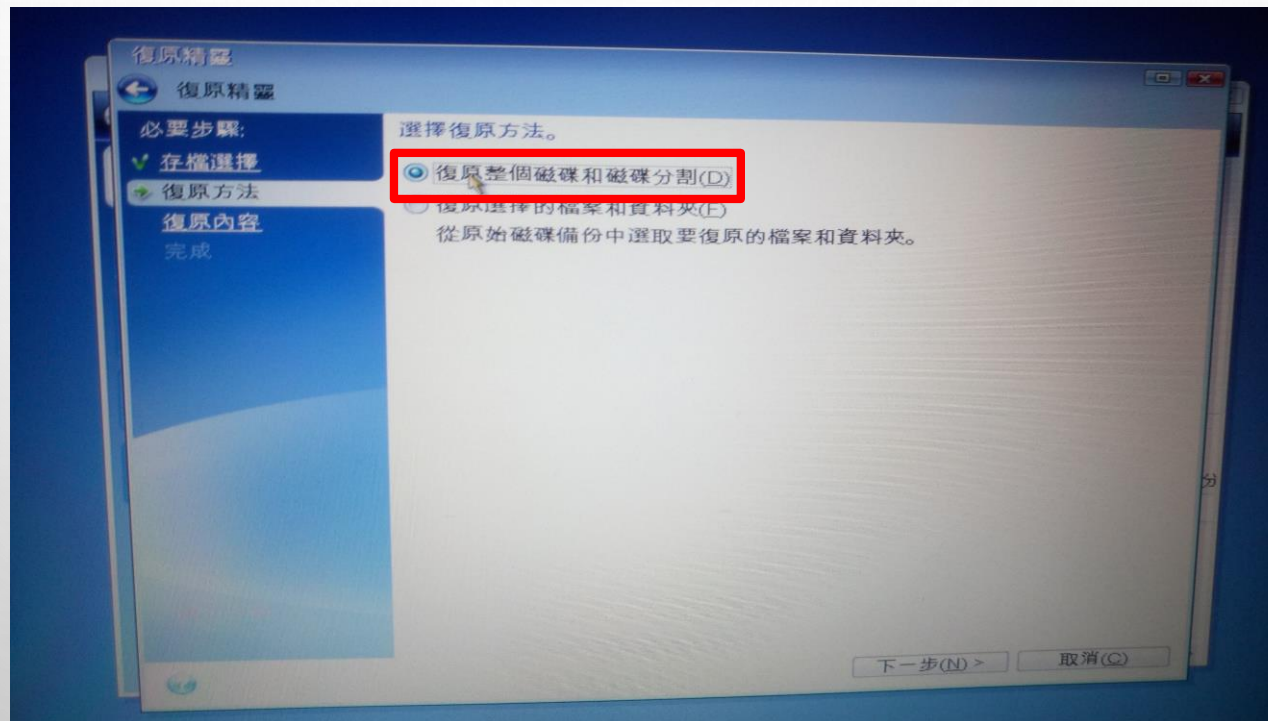 復原精靈
復原精靈
必要步驟:
存檔選擇
復原方法
復原內容
完成
選擇復原方法。
復原整個磁碟和磁碟分割(D)
復原選擇的檔案和資料夾(F)
從原始磁碟備份中選取要復原的檔案和資料夾。
分
下一步(N) >
取消(C)